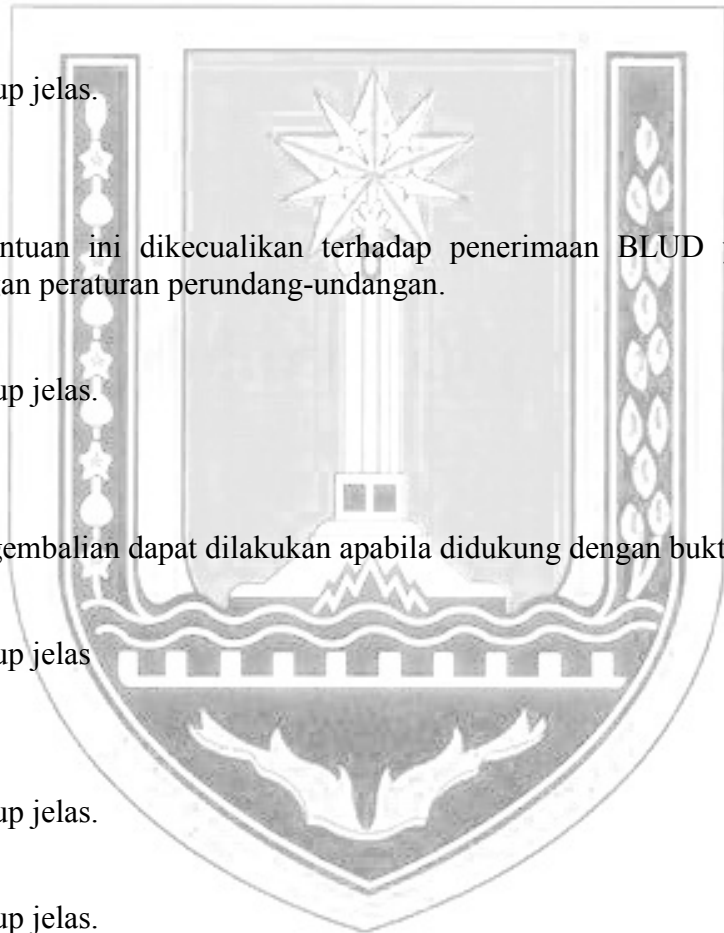 up jelas.
ntuan ini dikecualikan terhadap penerimaan BLUD
an peraturan perundang-undangan.
up jelas.
gembalian dapat dilakukan apabila didukung dengan bukt
up jelas
up jelas.
up jelas.